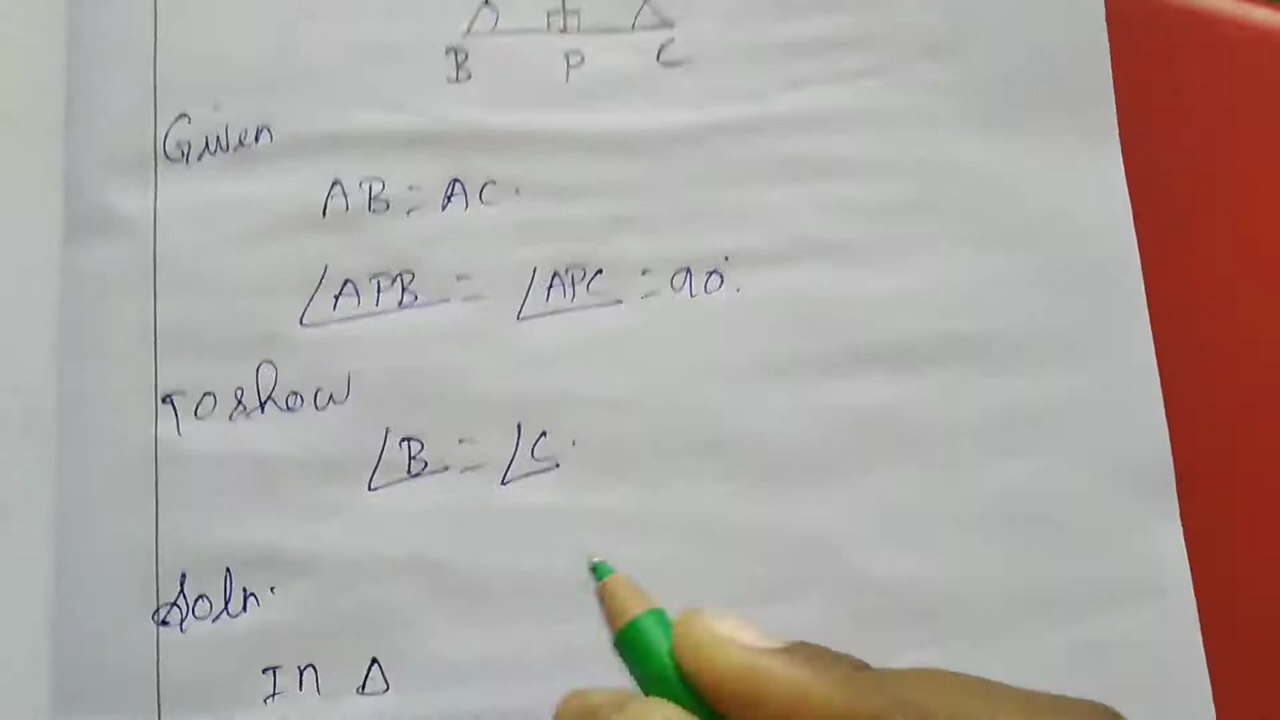 B P C
Given
AB = AC.
∠APB = ∠APC = 90°.
To show
∠B = ∠C.
Soln.
In Δ